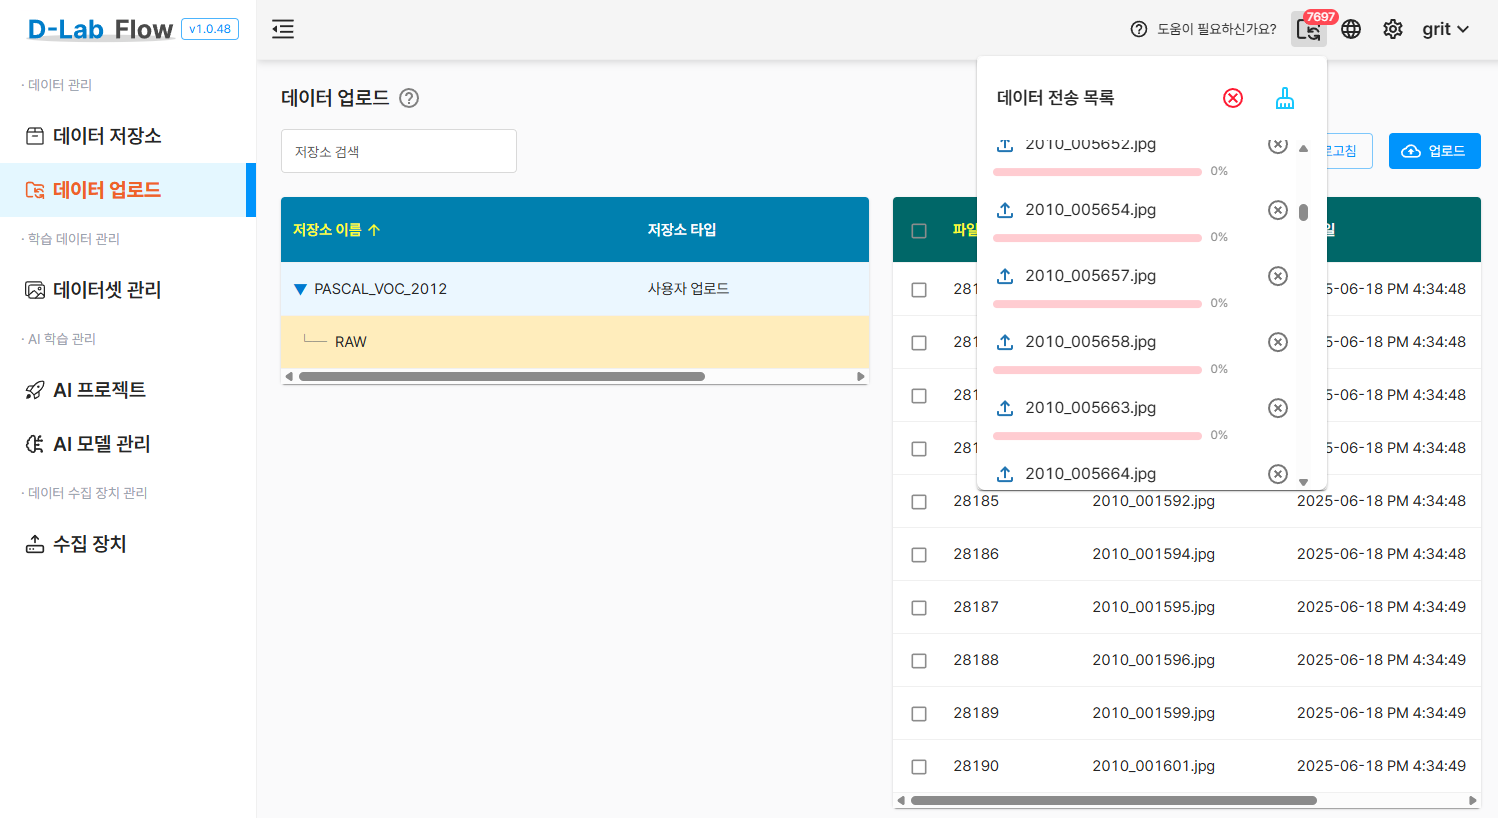 D-Lab Flow v1.0.48
도움이 필요하신가요?
7697
grit
· 데이터 관리
데이터 저장소
데이터 업로드
· 학습 데이터 관리
데이터셋 관리
· AI 학습 관리
AI 프로젝트
AI 모델 관리
· 데이터 수집 장치 관리
수집 장치
데이터 업로드
저장소 검색
저장소 이름 저장소 타입
PASCAL_VOC_2012 사용자 업로드
RAW
데이터 전송 목록
2010_005652.jpg
0%
2010_005654.jpg
0%
2010_005657.jpg
0%
2010_005658.jpg
0%
2010_005663.jpg
0%
2010_005664.jpg
로고침
업로드
파일 일
281 5-06-18 PM 4:34:48
281 5-06-18 PM 4:34:48
281 5-06-18 PM 4:34:48
281 5-06-18 PM 4:34:48
28185 2010_001592.jpg 2025-06-18 PM 4:34:48
28186 2010_001594.jpg 2025-06-18 PM 4:34:48
28187 2010_001595.jpg 2025-06-18 PM 4:34:49
28188 2010_001596.jpg 2025-06-18 PM 4:34:49
28189 2010_001599.jpg 2025-06-18 PM 4:34:49
28190 2010_001601.jpg 2025-06-18 PM 4:34:49